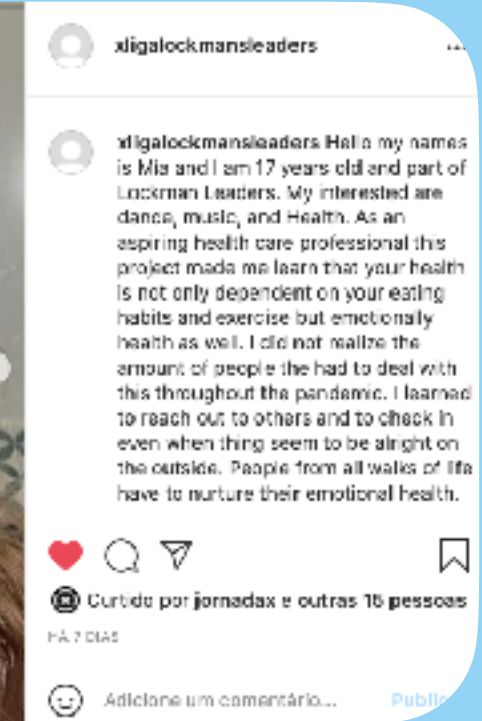 xligalockmansleaders
xligalockmansleaders Hello my names
is Mia and I am 17 years old and part of
Lockman Leaders. My interested are
dance, music, and Health. As an
aspiring health care professional this
project made me learn that your health
is not only dependent on your eating
habits and exercise but emotionally
health as well. I did not realize the
amount of people the had to deal with
this throughout the pandemic. I learned
to reach out to others and to check in
even when thing seem to be alright on
the outside. People from all walks of life
have to nurture their emotional health.
Curtido por jornadax e outras 15 pessoas
HÁ 7 DIAS
Adicione um comentário...